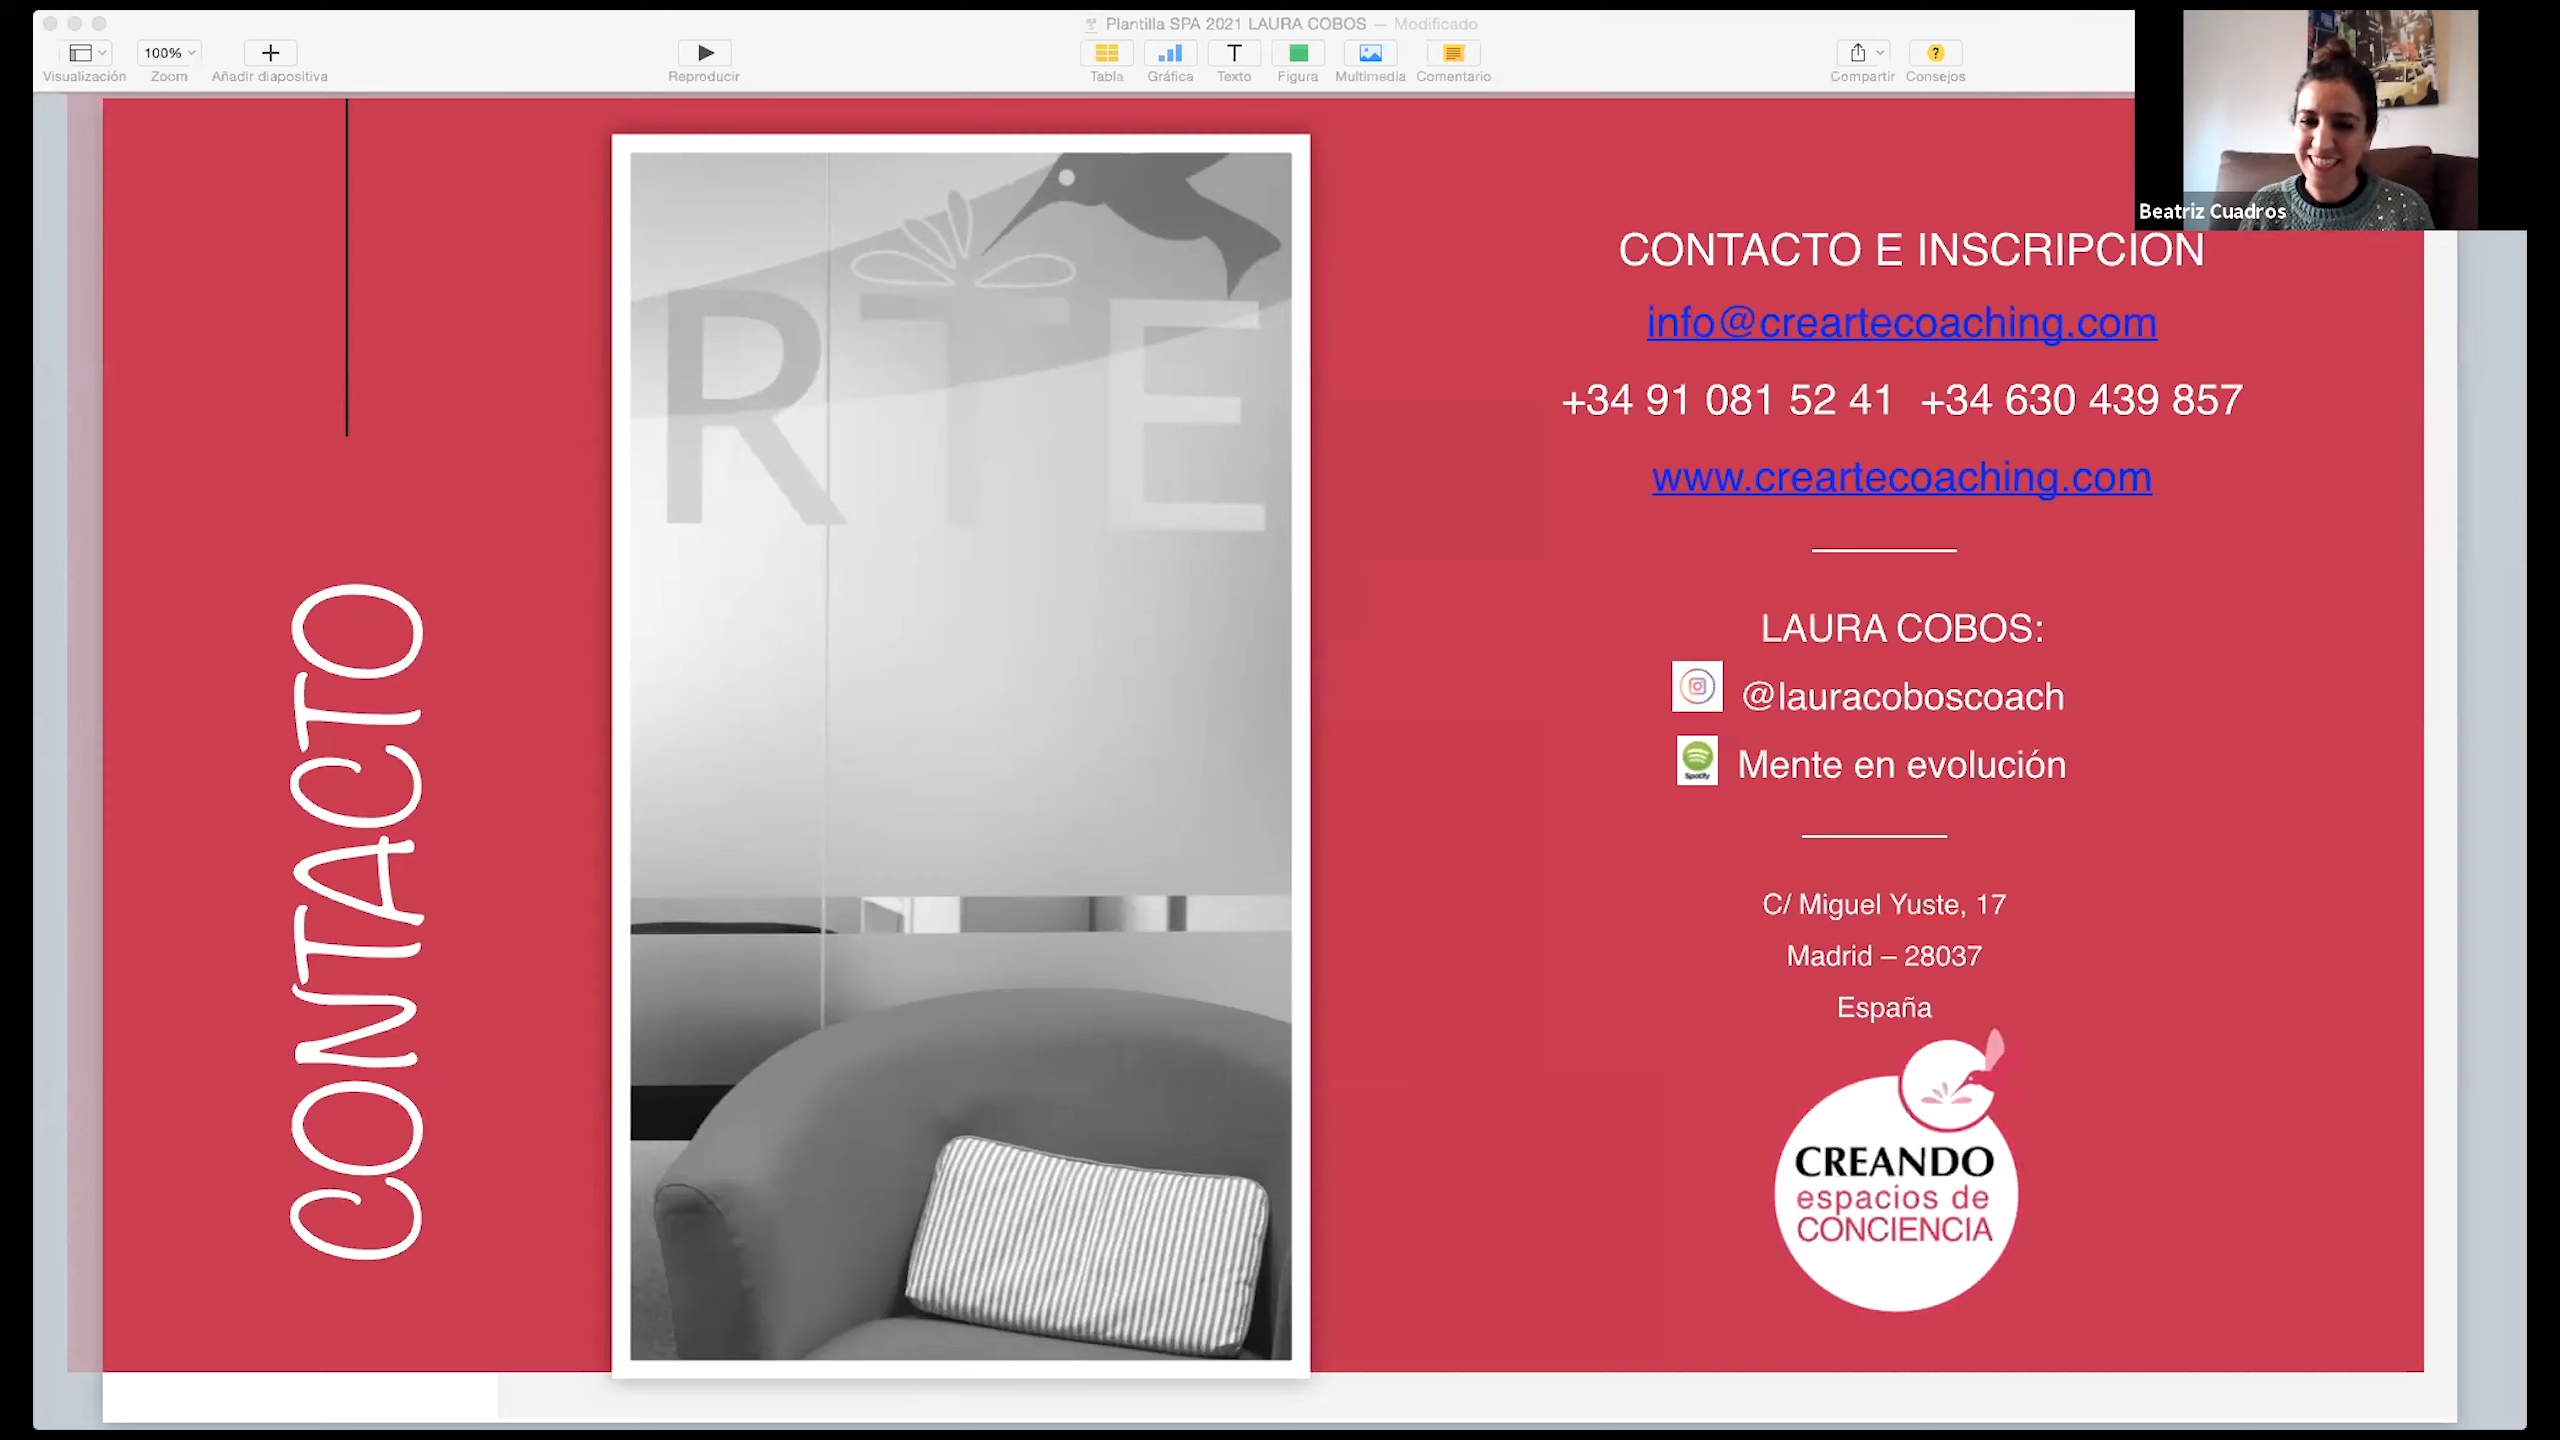 Plantilla SPA 2021 LAURA COBOS — Modificado
100%
Visualización Zoom Añadir diapositiva Reproducir Tabla Gráfica Texto Figura Multimedia Comentario Compartir Consejos
Beatriz Cuadros
CONTACTO
RTE
CONTACTO E INSCRIPCION
info@creartecoaching.com
+34 91 081 52 41 +34 630 439 857
www.creartecoaching.com
LAURA COBOS:
@lauracoboscoach
Spotify
Mente en evolución
C/ Miguel Yuste, 17
Madrid – 28037
España
CREANDO
espacios de
CONCIENCIA